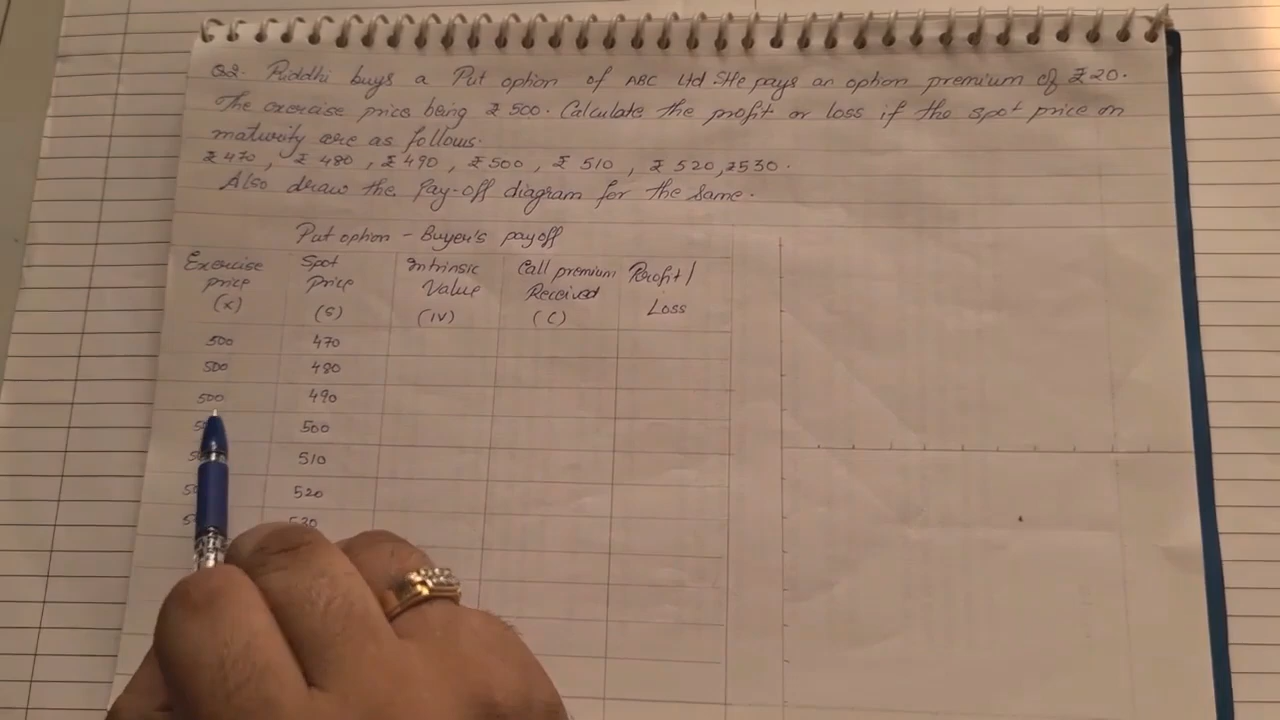 Q2. Riddhi buys a Put option of ABC Ltd. SHe pays an option premium of ₹20.
The exercise price being ₹ 500. Calculate the profit or loss if the spot price on
maturity are as follows.
₹ 470, ₹ 480, ₹ 490, ₹ 500, ₹ 510, ₹ 520, ₹530.
Also draw the Pay-off diagram for the same.
Put option - Buyer's payoff
Exercise price (X) Spot Price (S) Intrinsic Value (IV) Call premium Received (C) Profit/ Loss
500 470
500 480
500 490
500
510
520
530